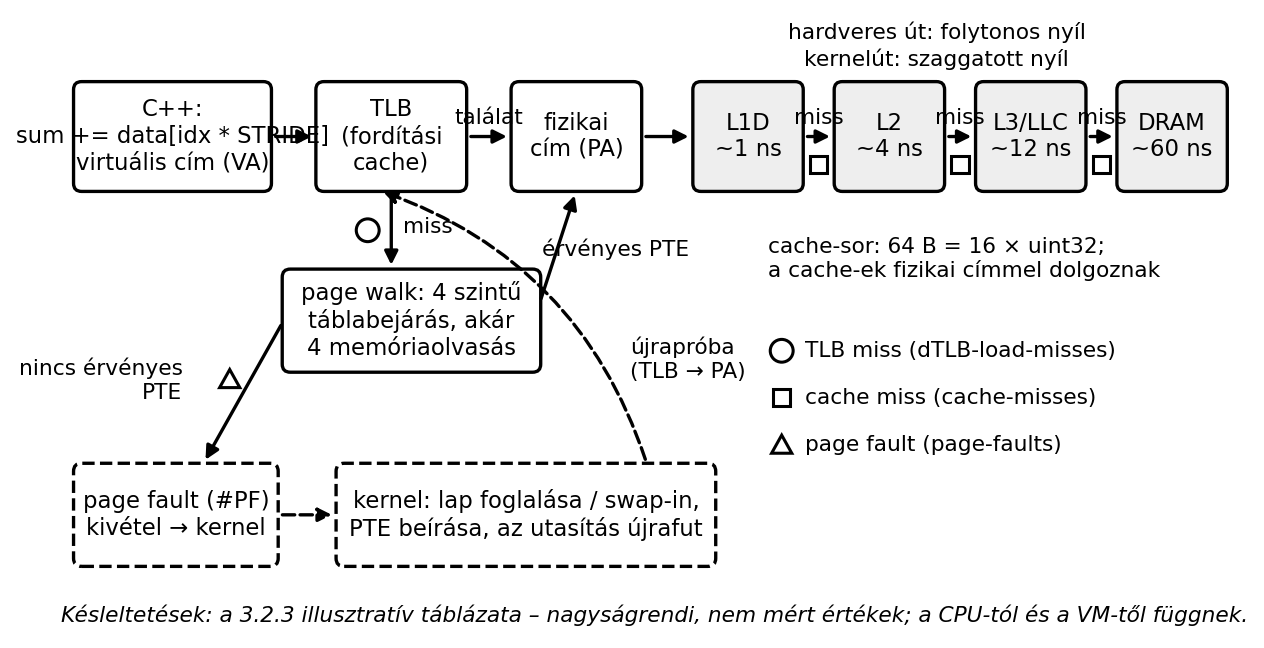 hardveres út: folytonos nyíl
kernelút: szaggatott nyíl
C++:
sum += data[idx * STRIDE]
virtuális cím (VA)
TLB
(fordítási
cache)
találat
fizikai
cím (PA)
L1D
~1 ns
miss
L2
~4 ns
miss
L3/LLC
~12 ns
miss
DRAM
~60 ns
miss
érvényes PTE
cache-sor: 64 B = 16 × uint32;
a cache-ek fizikai címmel dolgoznak
page walk: 4 szintű
táblabejárás, akár
4 memóriaolvasás
nincs érvényes
PTE
újrapróba
(TLB → PA)
TLB miss (dTLB-load-misses)
cache miss (cache-misses)
page fault (page-faults)
page fault (#PF)
kivétel → kernel
kernel: lap foglalása / swap-in,
PTE beírása, az utasítás újrafut
Késleltetések: a 3.2.3 illusztratív táblázata – nagyságrendi, nem mért értékek; a CPU-tól és a VM-től függnek.